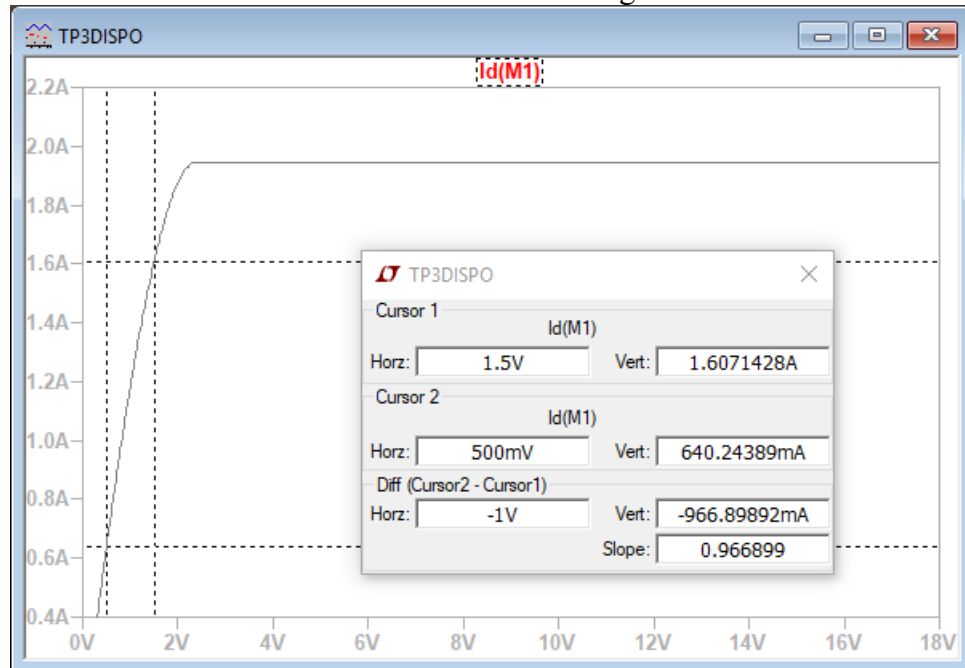 TP3DISPO
Id(M1)
2.2A
2.0A
1.8A
1.6A
1.4A
1.2A
1.0A
0.8A
0.6A
0.4A
0V 2V 4V 6V 8V 10V 12V 14V 16V 18V
TP3DISPO
Cursor 1
Id(M1)
Horz: 1.5V Vert: 1.6071428A
Cursor 2
Id(M1)
Horz: 500mV Vert: 640.24389mA
Diff (Cursor2 - Cursor1)
Horz: -1V Vert: -966.89892mA
Slope: 0.966899